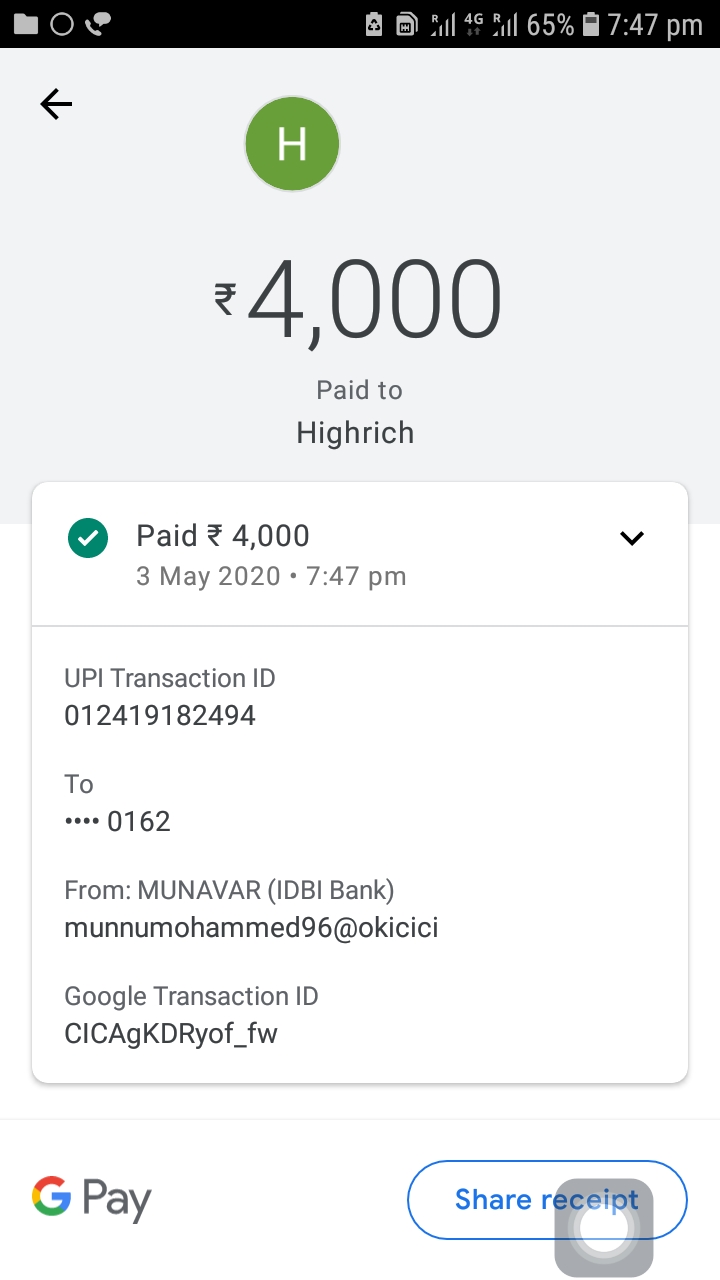 R 4G R 65% 7:47 pm
H
₹4,000
Paid to
Highrich
Paid ₹ 4,000
3 May 2020 • 7:47 pm
UPI Transaction ID
012419182494
To
•••• 0162
From: MUNAVAR (IDBI Bank)
munnumohammed96@okicici
Google Transaction ID
CICAgKDRyof_fw
G Pay
Share receipt